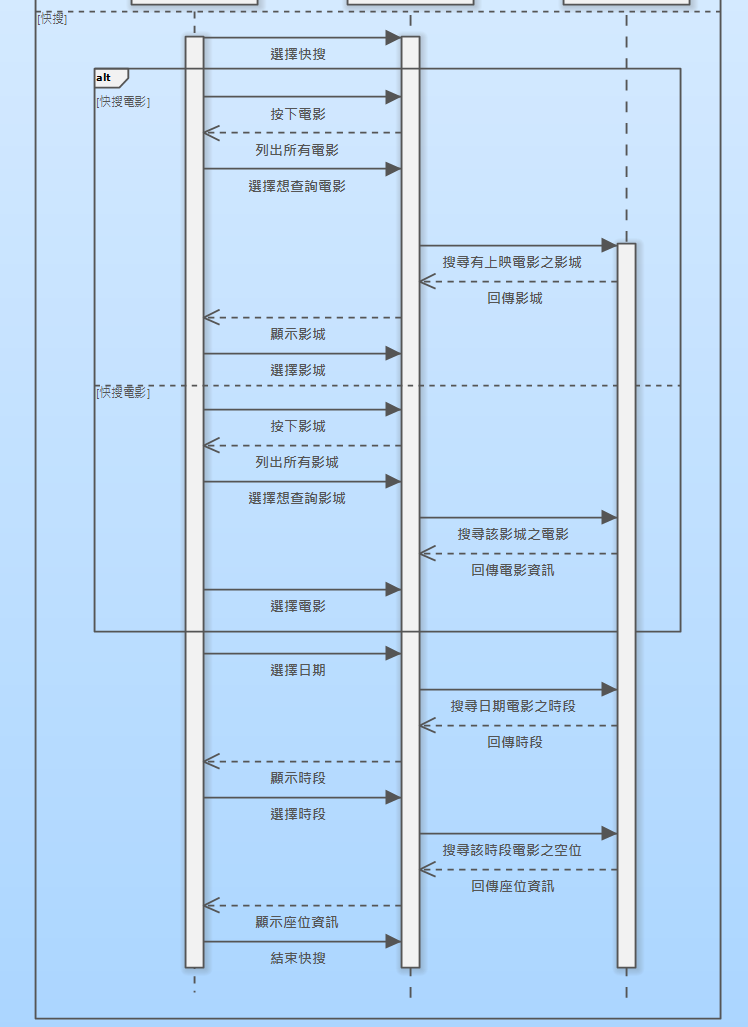 [快搜]
選擇快搜
alt
[快搜電影]
按下電影
列出所有電影
選擇想查詢電影
搜尋有上映電影之影城
回傳影城
顯示影城
選擇影城
[快搜電影]
按下影城
列出所有影城
選擇想查詢影城
搜尋該影城之電影
回傳電影資訊
選擇電影
選擇日期
搜尋日期電影之時段
回傳時段
顯示時段
選擇時段
搜尋該時段電影之空位
回傳座位資訊
顯示座位資訊
結束快搜